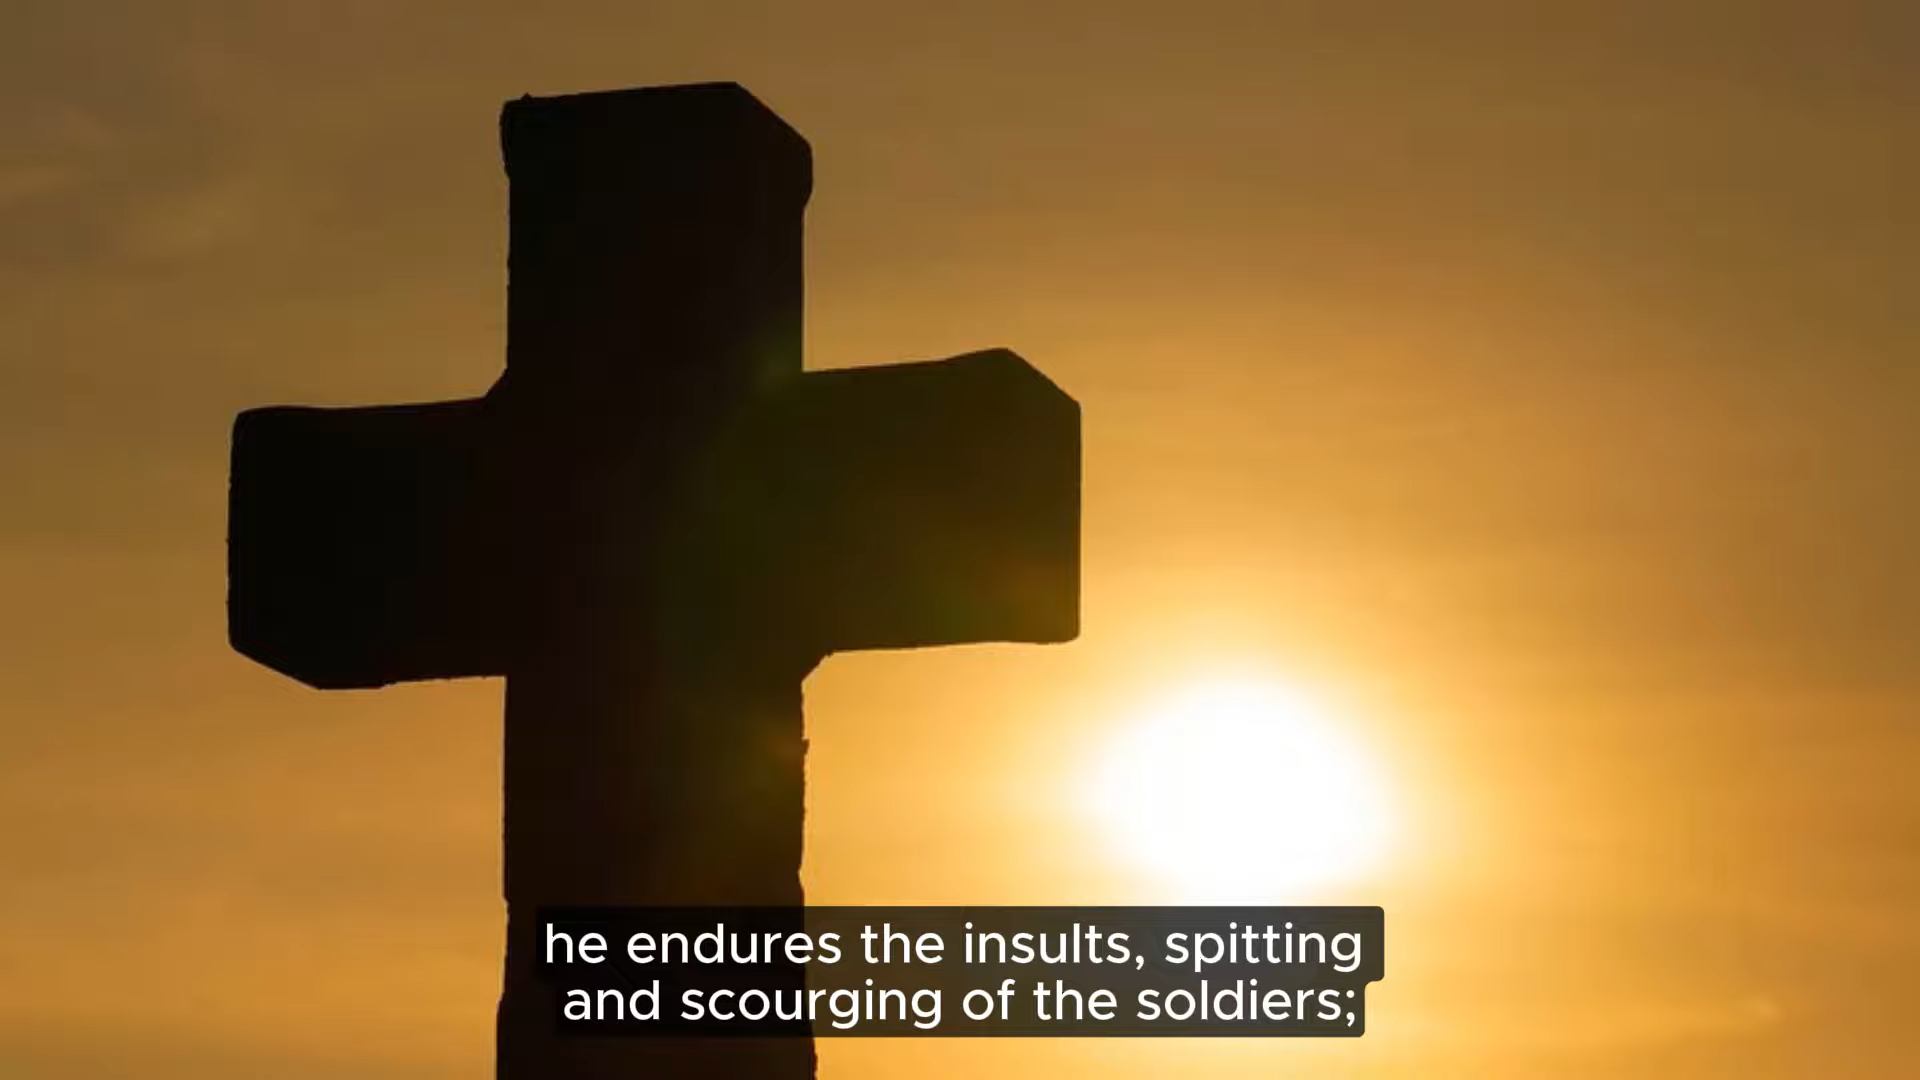 he endures the insults, spitting
and scourging of the soldiers;